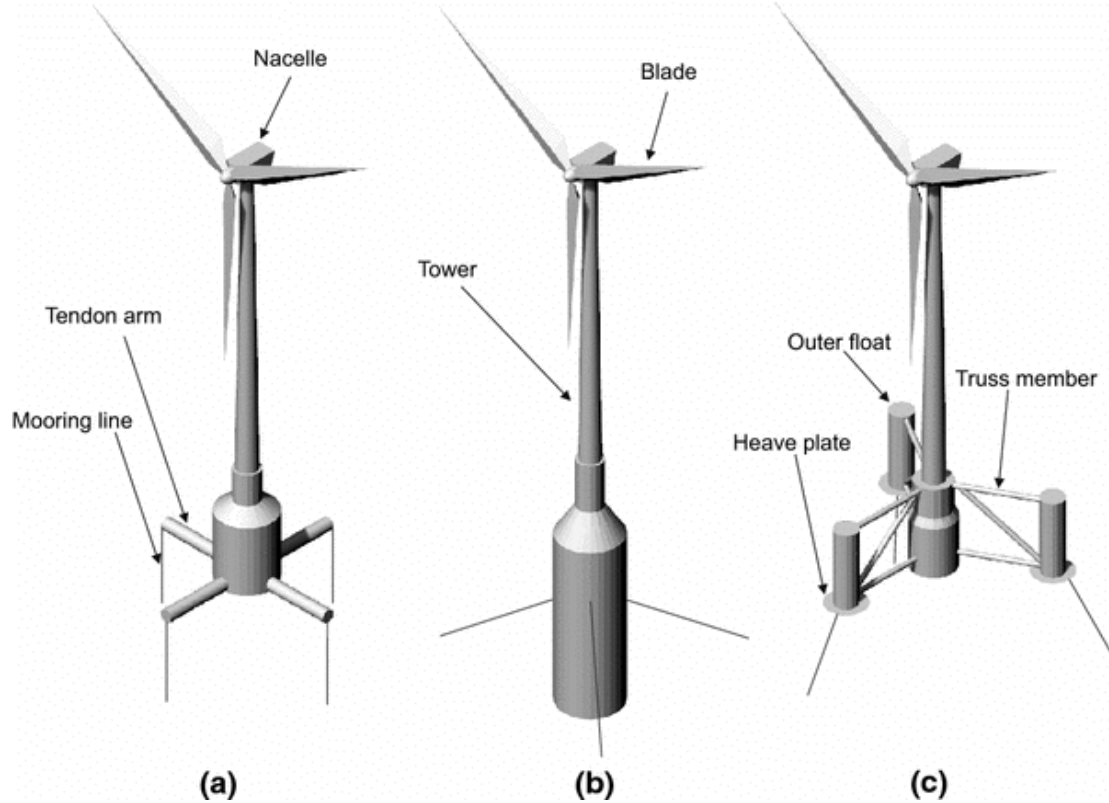 Nacelle
Blade
Tower
Tendon arm
Mooring line
Outer float
Truss member
Heave plate
(a)
(b)
(c)